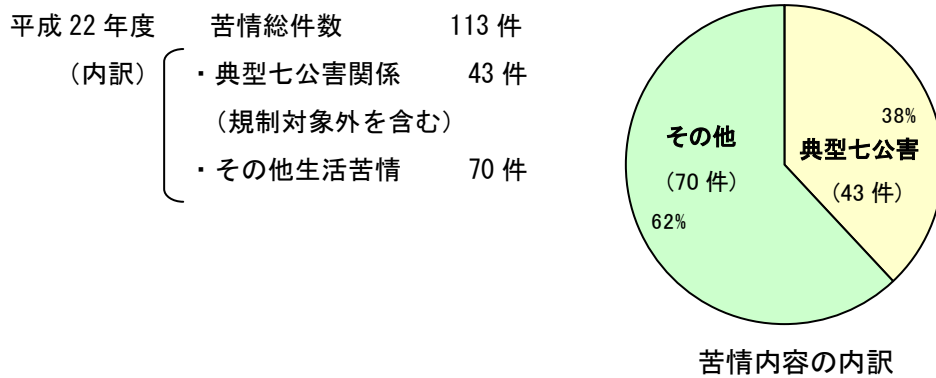 平成 22 年度 苦情総件数 113 件
（内訳） ・典型七公害関係 43 件
（規制対象外を含む）
・その他生活苦情 70 件
38%
典型七公害
（43 件）
その他
（70 件）
62%
苦情内容の内訳